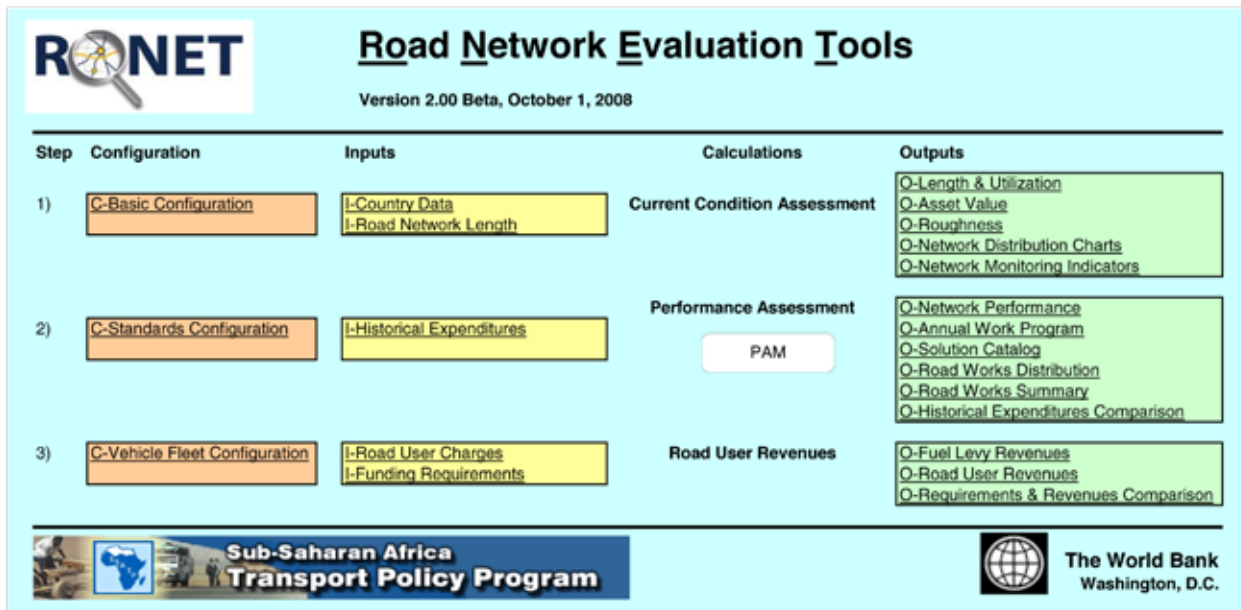 RONET
Road Network Evaluation Tools
Version 2.00 Beta, October 1, 2008
Step Configuration Inputs Calculations Outputs
1)
C-Basic Configuration
I-Country Data
I-Road Network Length
Current Condition Assessment
O-Length & Utilization
O-Asset Value
O-Roughness
O-Network Distribution Charts
O-Network Monitoring Indicators
2)
C-Standards Configuration
I-Historical Expenditures
Performance Assessment
PAM
O-Network Performance
O-Annual Work Program
O-Solution Catalog
O-Road Works Distribution
O-Road Works Summary
O-Historical Expenditures Comparison
3)
C-Vehicle Fleet Configuration
I-Road User Charges
I-Funding Requirements
Road User Revenues
O-Fuel Levy Revenues
O-Road User Revenues
O-Requirements & Revenues Comparison
Sub-Saharan Africa
Transport Policy Program
The World Bank
Washington, D.C.